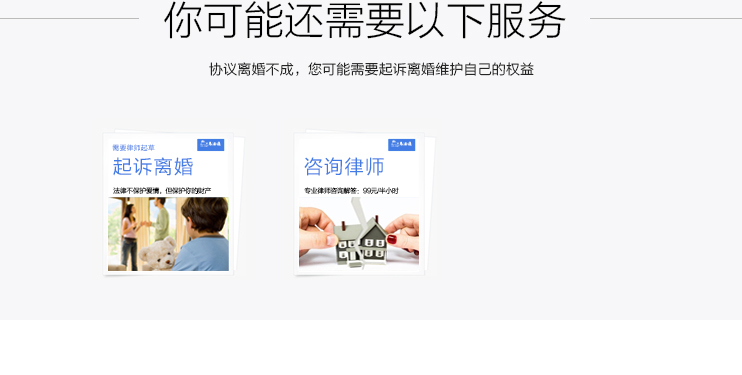 你可能还需要以下服务
协议离婚不成，您可能需要起诉离婚维护自己的权益
需要律师起草
起诉离婚
法律不保护爱情，但保护你的财产
咨询律师
专业律师咨询解答：99元/半小时